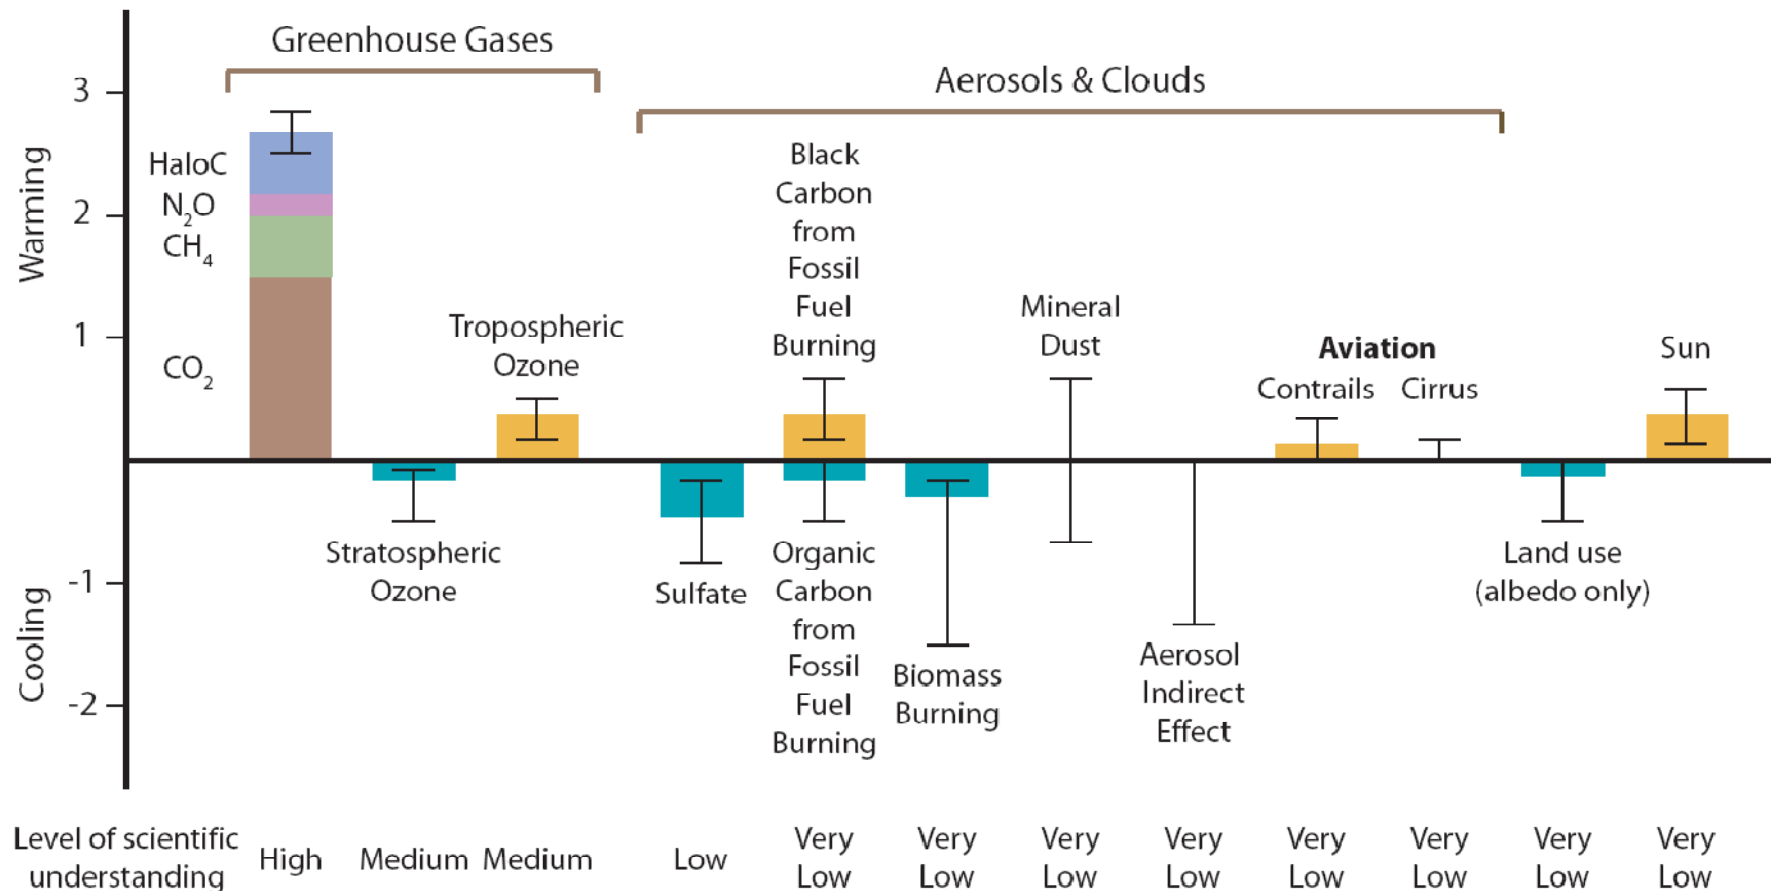 Greenhouse Gases
Aerosols & Clouds
Warming
Cooling
3
2
1
-1
-2
HaloC
N₂O
CH₄
CO₂
Stratospheric
Ozone
Tropospheric
Ozone
Sulfate
Black
Carbon
from
Fossil
Fuel
Burning
Organic
Carbon
from
Fossil
Fuel
Burning
Biomass
Burning
Mineral
Dust
Aerosol
Indirect
Effect
Aviation
Contrails
Cirrus
Land use
(albedo only)
Sun
Level of scientific
understanding
High
Medium
Medium
Low
Very
Low
Very
Low
Very
Low
Very
Low
Very
Low
Very
Low
Very
Low
Very
Low